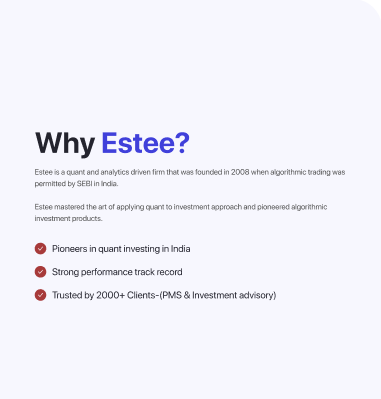 Why Estee?
Estee is a quant and analytics driven firm that was founded in 2008 when algorithmic trading was
permitted by SEBI in India.
Estee mastered the art of applying quant to investment approach and pioneered algorithmic
investment products.
Pioneers in quant investing in India
Strong performance track record
Trusted by 2000+ Clients-(PMS & Investment advisory)